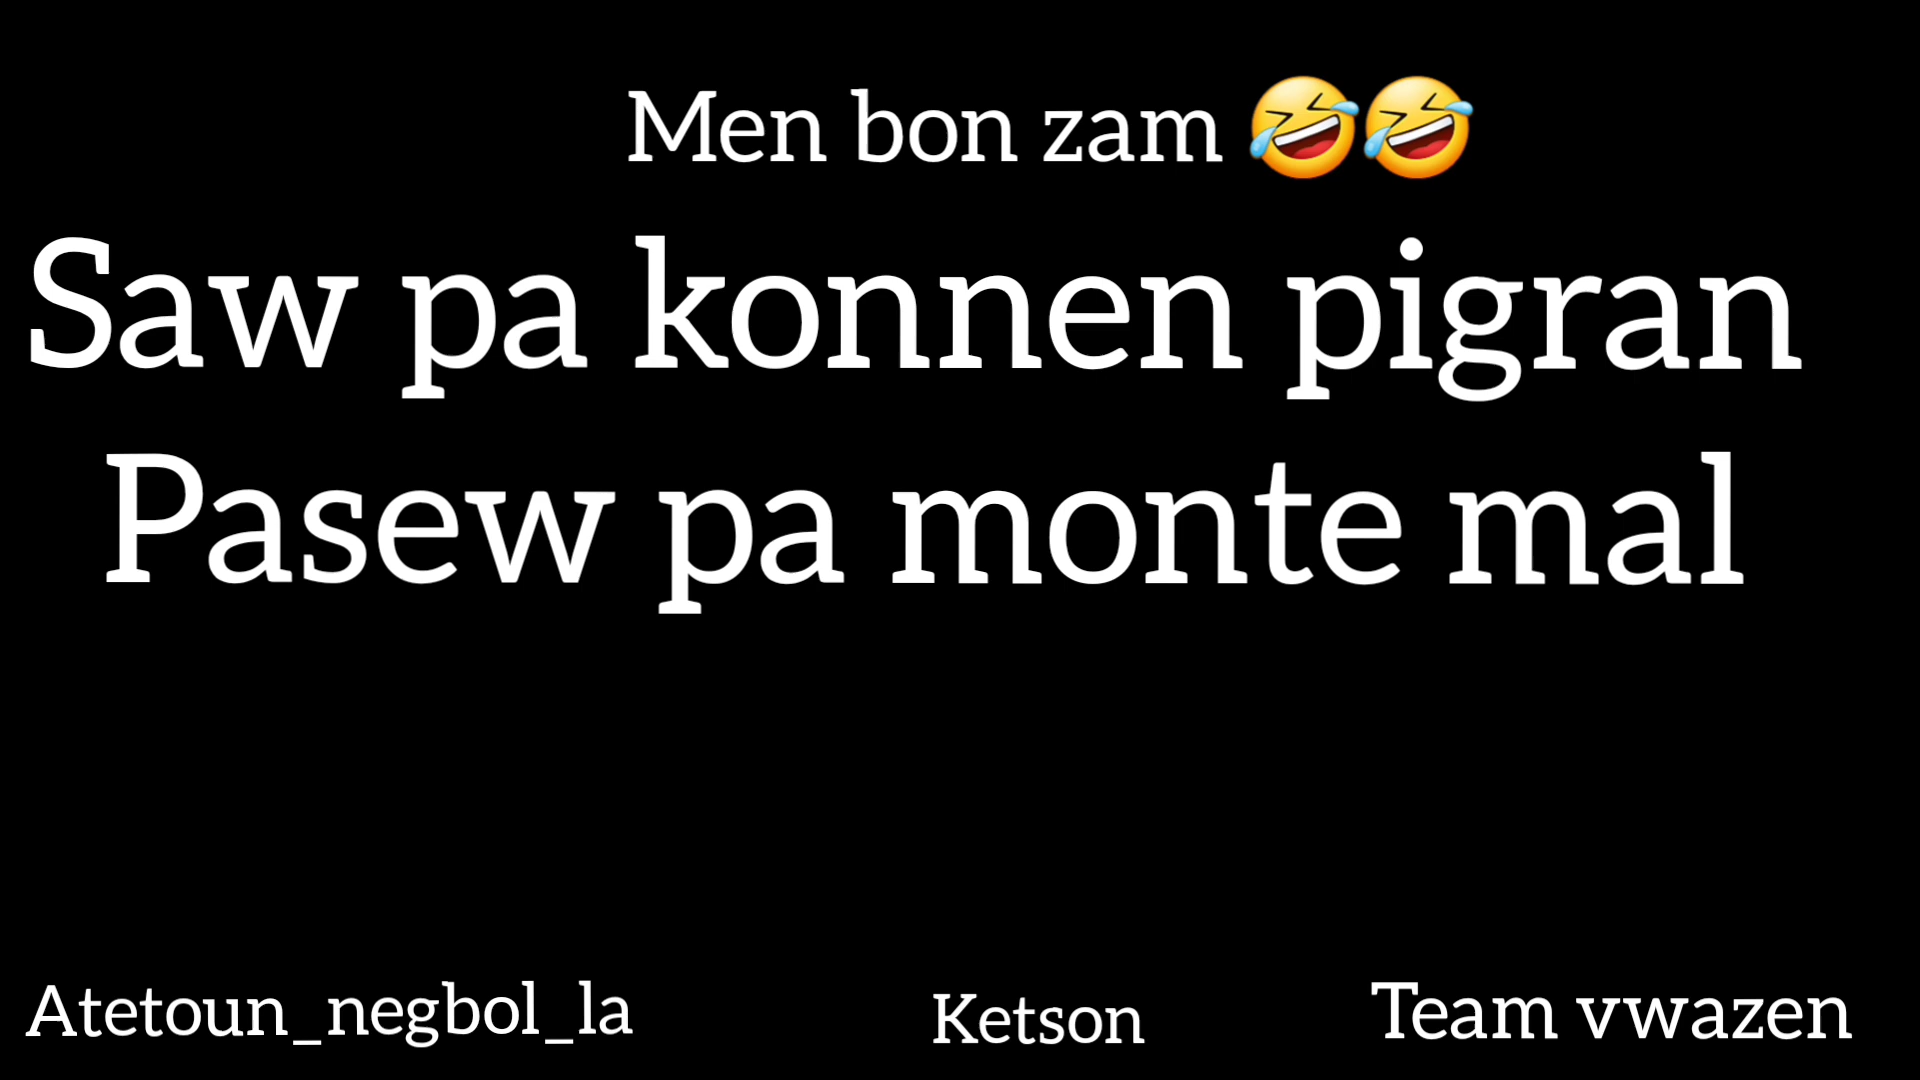 Men bon zam 🤣🤣
Saw pa konnen pigran
Pasew pa monte mal
Atetoun_negbol_la
Ketson
Team vwazen